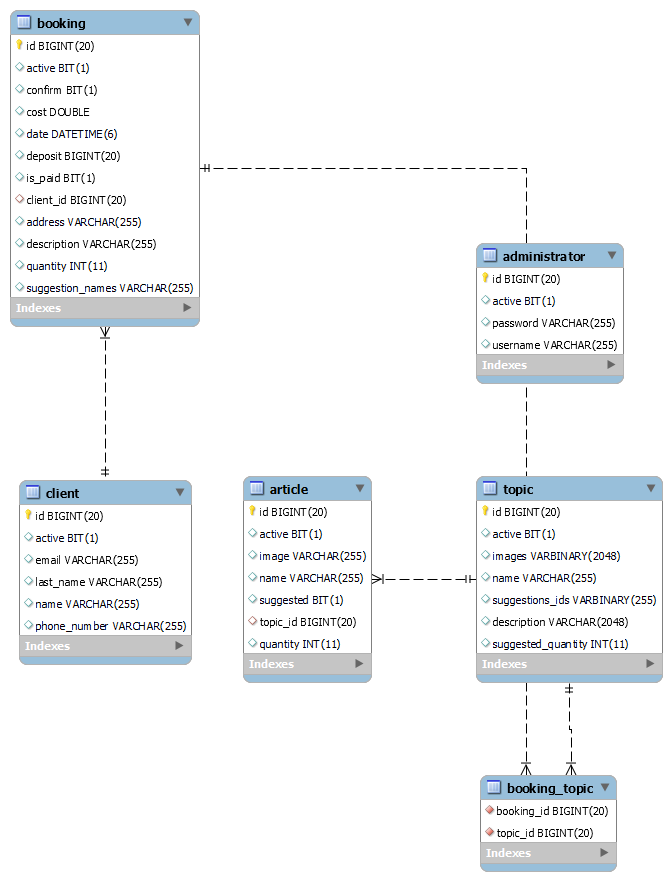 booking
id BIGINT(20)
active BIT(1)
confirm BIT(1)
cost DOUBLE
date DATETIME(6)
deposit BIGINT(20)
is_paid BIT(1)
client_id BIGINT(20)
address VARCHAR(255)
description VARCHAR(255)
quantity INT(11)
suggestion_names VARCHAR(255)
Indexes
administrator
id BIGINT(20)
active BIT(1)
password VARCHAR(255)
username VARCHAR(255)
Indexes
client
id BIGINT(20)
active BIT(1)
email VARCHAR(255)
last_name VARCHAR(255)
name VARCHAR(255)
phone_number VARCHAR(255)
Indexes
article
id BIGINT(20)
active BIT(1)
image VARCHAR(255)
name VARCHAR(255)
suggested BIT(1)
topic_id BIGINT(20)
quantity INT(11)
Indexes
topic
id BIGINT(20)
active BIT(1)
images VARBINARY(2048)
name VARCHAR(255)
suggestions_ids VARBINARY(255)
description VARCHAR(2048)
suggested_quantity INT(11)
Indexes
booking_topic
booking_id BIGINT(20)
topic_id BIGINT(20)
Indexes